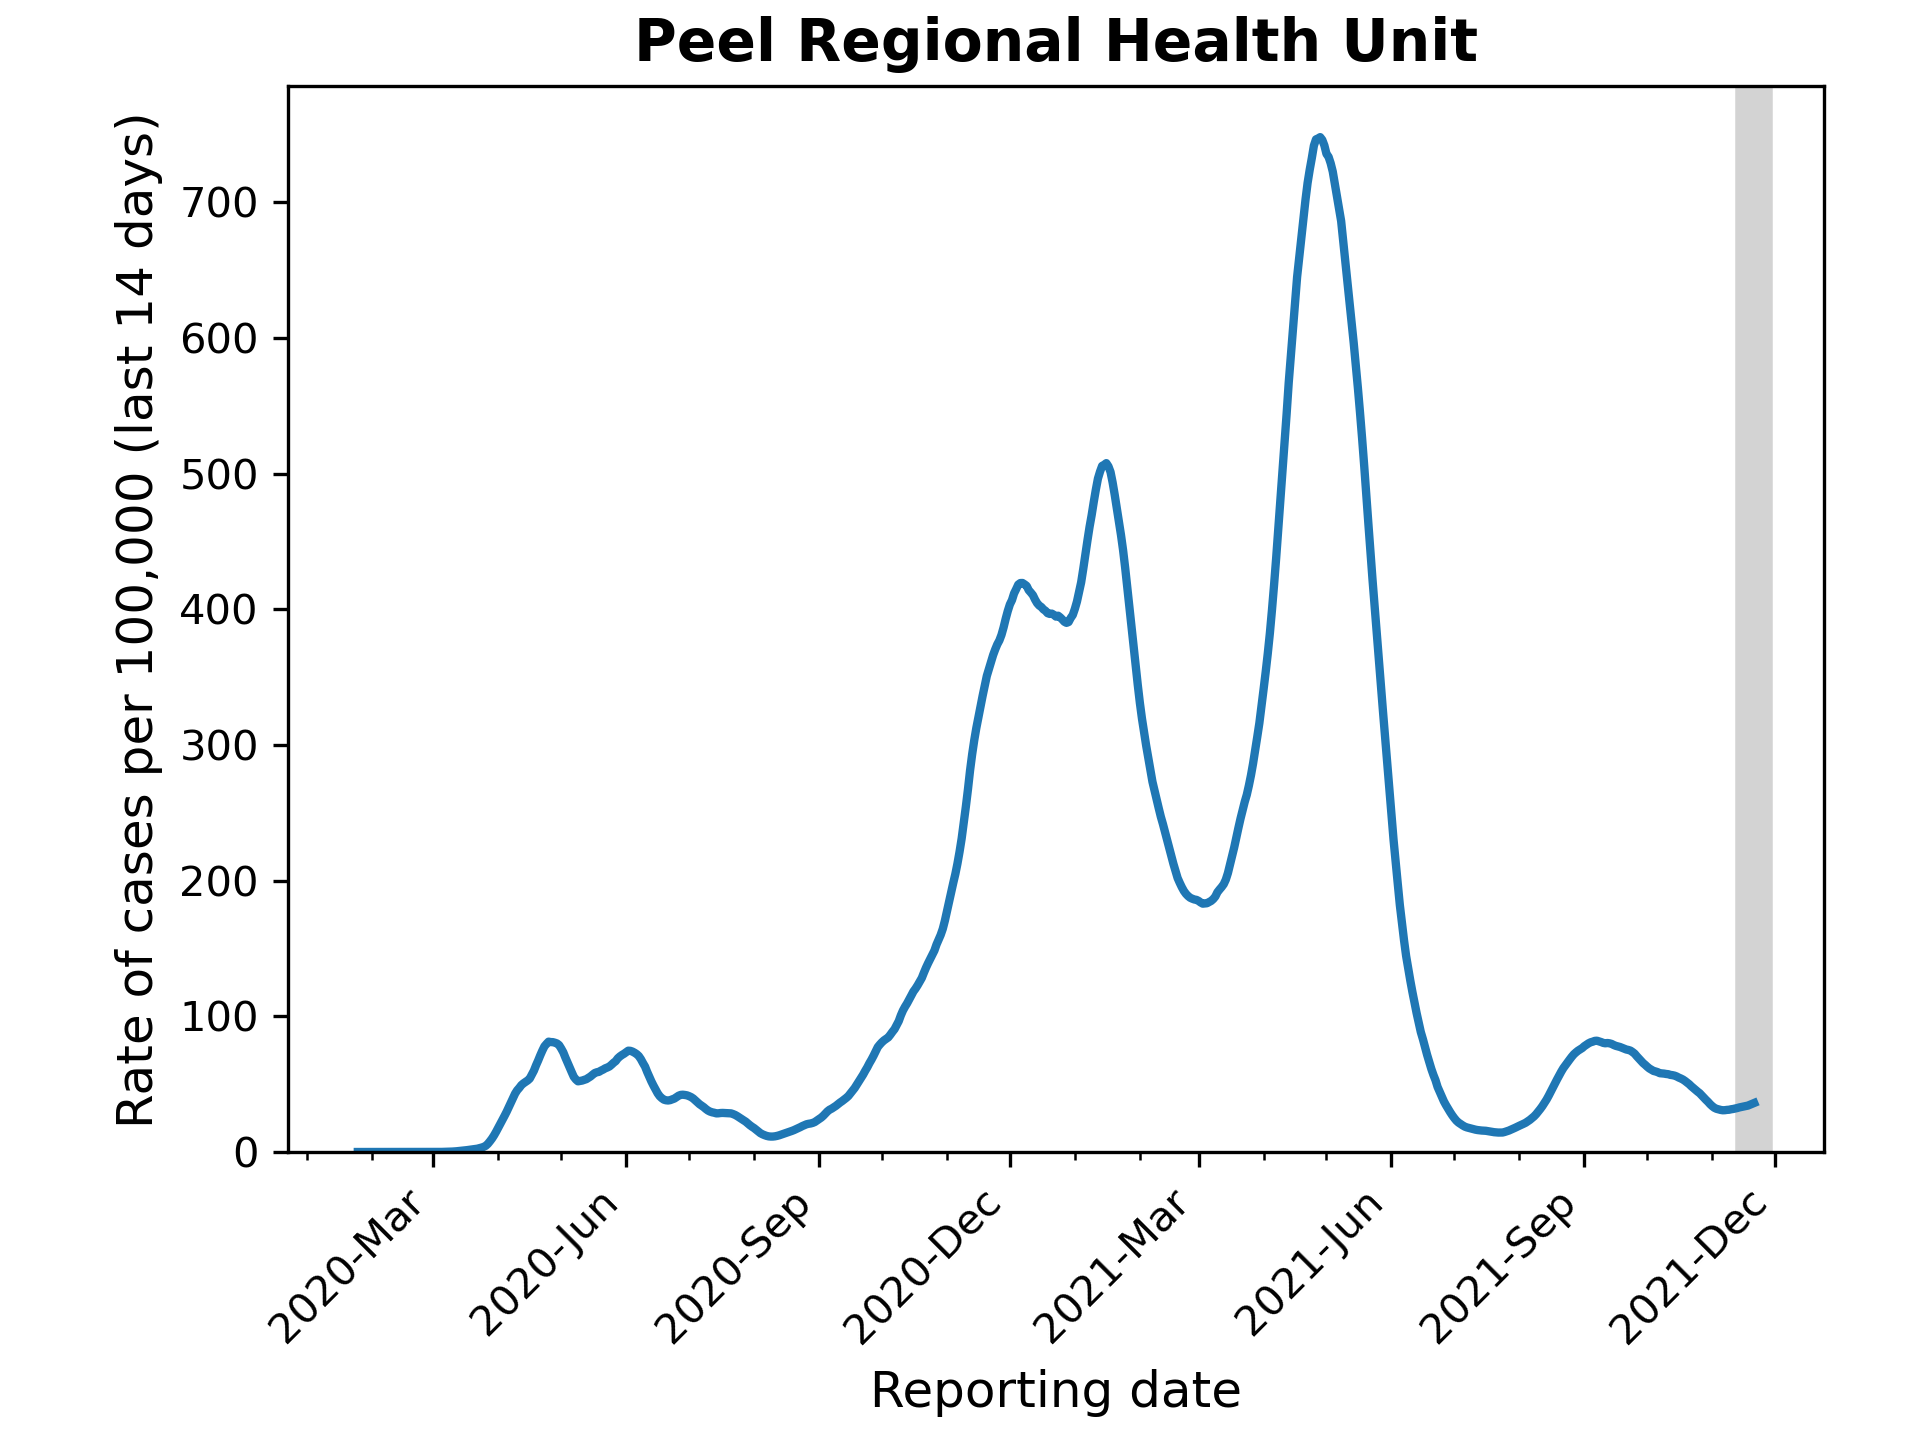 Peel Regional Health Unit
Rate of cases per 100,000 (last 14 days)
700
600
500
400
300
200
100
0
2020-Mar
2020-Jun
2020-Sep
2020-Dec
2021-Mar
2021-Jun
2021-Sep
2021-Dec
Reporting date